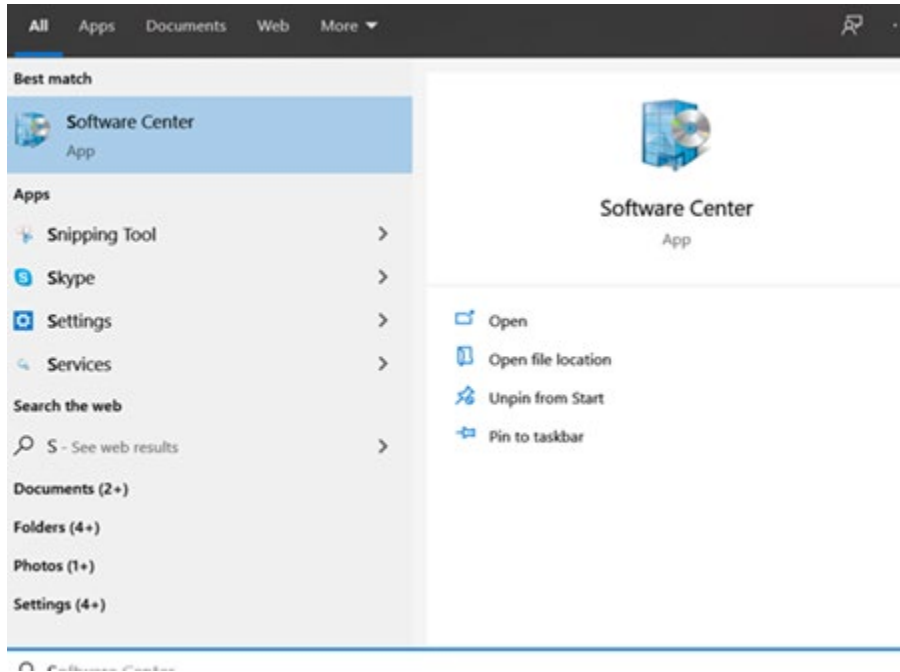 All Apps Documents Web More
Best match
Software Center
App
Apps
Snipping Tool
Skype
Settings
Services
Search the web
S - See web results
Documents (2+)
Folders (4+)
Photos (1+)
Settings (4+)
Software Center
App
Open
Open file location
Unpin from Start
Pin to taskbar
Software Center